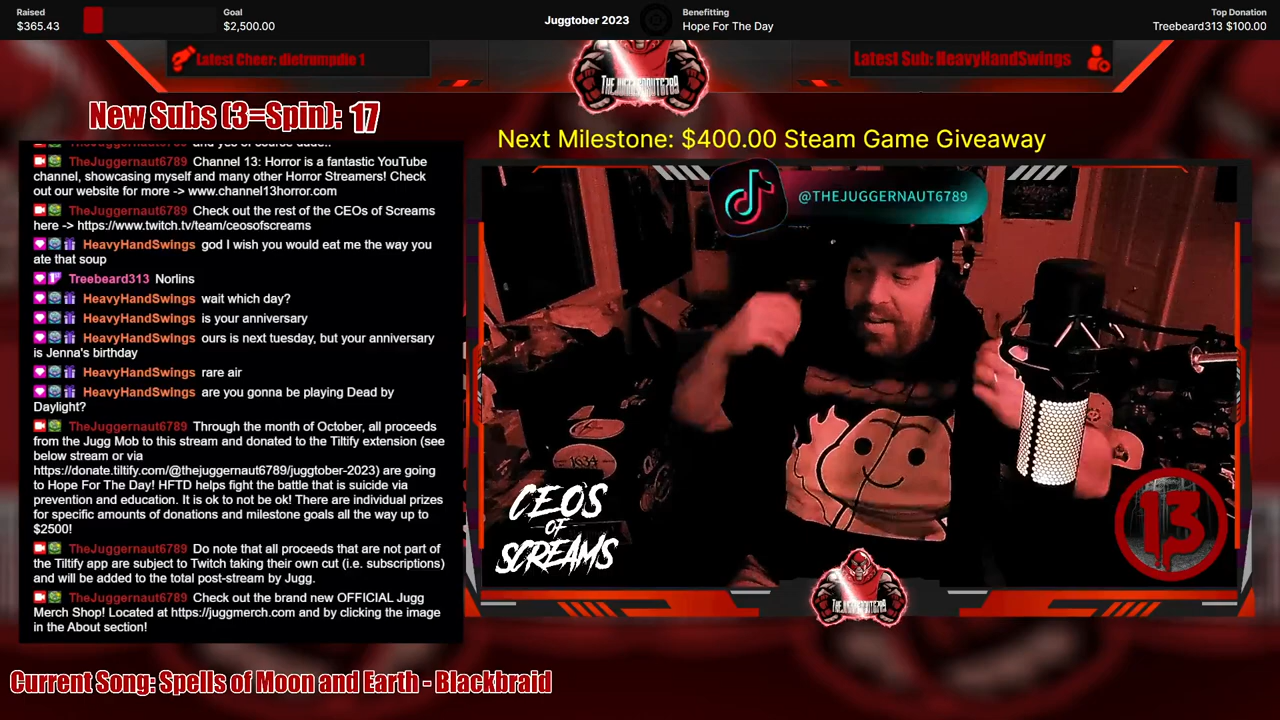 Raised
$365.43
Goal
$2,500.00
Juggtober 2023
Benefitting
Hope For The Day
Top Donation
Treebeard313 $100.00
Latest Cheer: dietrumpdie 1
THEJUGGERNAUT6789
Latest Sub: HeavyHandSwings
New Subs (3=Spin): 17
Next Milestone: $400.00 Steam Game Giveaway
@THEJUGGERNAUT6789
TheJuggernaut6789 Channel 13: Horror is a fantastic YouTube
channel, showcasing myself and many other Horror Streamers! Check
out our website for more -> www.channel13horror.com
TheJuggernaut6789 Check out the rest of the CEOs of Screams
here -> https://www.twitch.tv/team/ceosofscreams
HeavyHandSwings god I wish you would eat me the way you
ate that soup
Treebeard313 Norlins
HeavyHandSwings wait which day?
HeavyHandSwings is your anniversary
HeavyHandSwings ours is next tuesday, but your anniversary
is Jenna's birthday
HeavyHandSwings rare air
HeavyHandSwings are you gonna be playing Dead by
Daylight?
TheJuggernaut6789 Through the month of October, all proceeds
from the Jugg Mob to this stream and donated to the Tiltify extension (see
below stream or via
https://donate.tiltify.com/@thejuggernaut6789/juggtober-2023) are going
to Hope For The Day! HFTD helps fight the battle that is suicide via
prevention and education. It is ok to not be ok! There are individual prizes
for specific amounts of donations and milestone goals all the way up to
$2500!
TheJuggernaut6789 Do note that all proceeds that are not part of
the Tiltify app are subject to Twitch taking their own cut (i.e. subscriptions)
and will be added to the total post-stream by Jugg.
TheJuggernaut6789 Check out the brand new OFFICIAL Jugg
Merch Shop! Located at https://juggmerch.com and by clicking the image
in the About section!
1634
CEOS
OF
SCREAMS
13
THEJUGGERNAUT6789
Current Song: Spells of Moon and Earth - Blackbraid